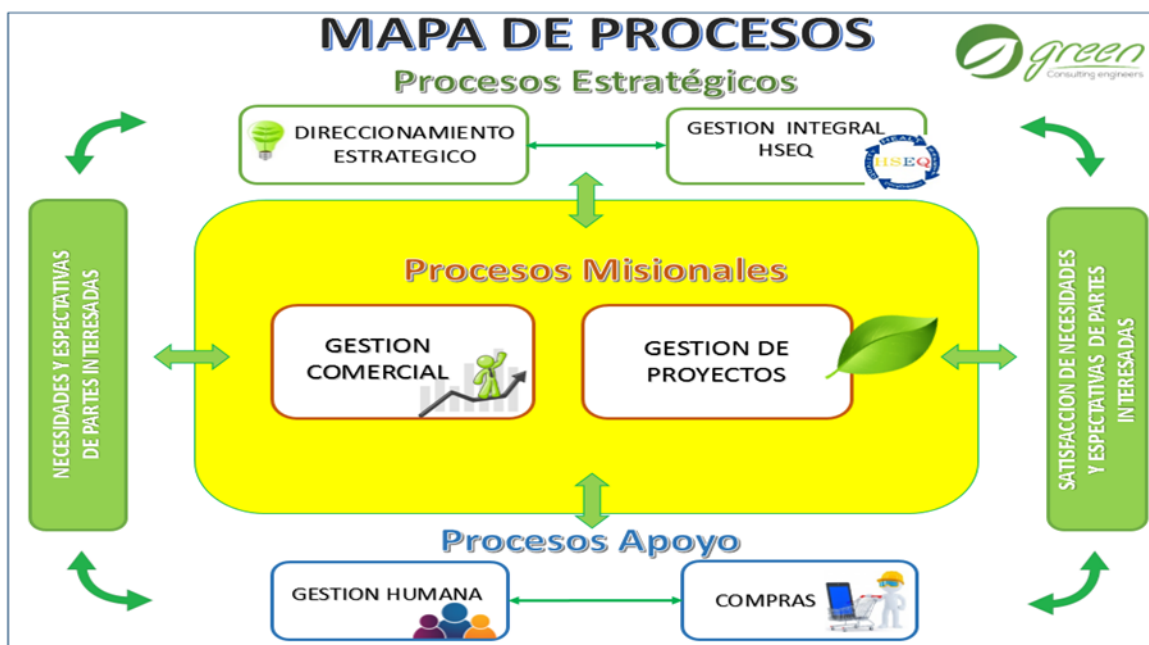 MAPA DE PROCESOS
green
Consulting engineers
Procesos Estratégicos
DIRECCIONAMIENTO
ESTRATEGICO
GESTION INTEGRAL
HSEQ
HSEQ
NECESIDADES Y ESPECTATIVAS
DE PARTES INTERESADAS
Procesos Misionales
GESTION
COMERCIAL
GESTION DE
PROYECTOS
SATISFACCION DE NECESIDADES
Y ESPECTATIVAS DE PARTES
INTERESADAS
Procesos Apoyo
GESTION HUMANA
COMPRAS